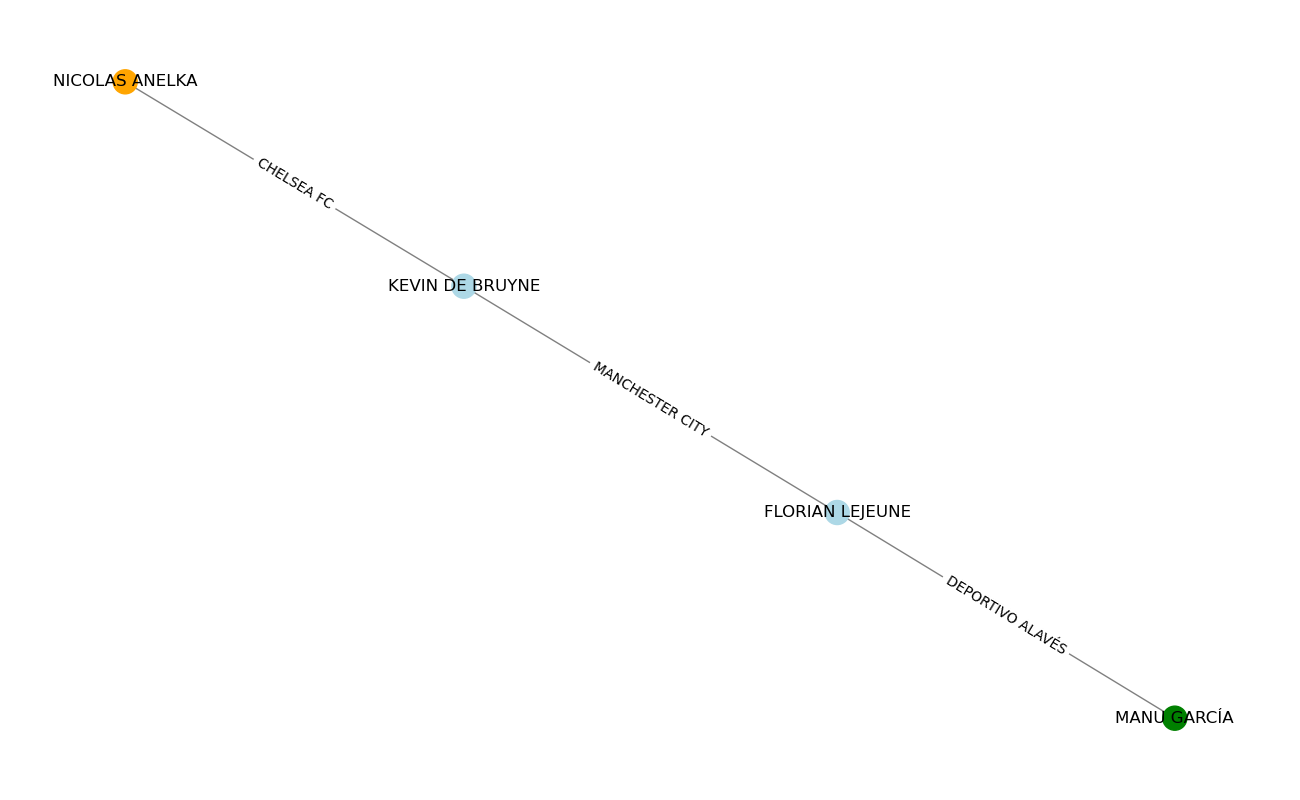 NICOLAS ANELKA
CHELSEA FC
KEVIN DE BRUYNE
MANCHESTER CITY
FLORIAN LEJEUNE
DEPORTIVO ALAVÉS
MANU GARCÍA